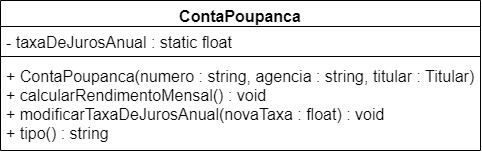 ContaPoupanca
- taxaDeJurosAnual : static float
+ ContaPoupanca(numero : string, agencia : string, titular : Titular)
+ calcularRendimentoMensal() : void
+ modificarTaxaDeJurosAnual(novaTaxa : float) : void
+ tipo() : string